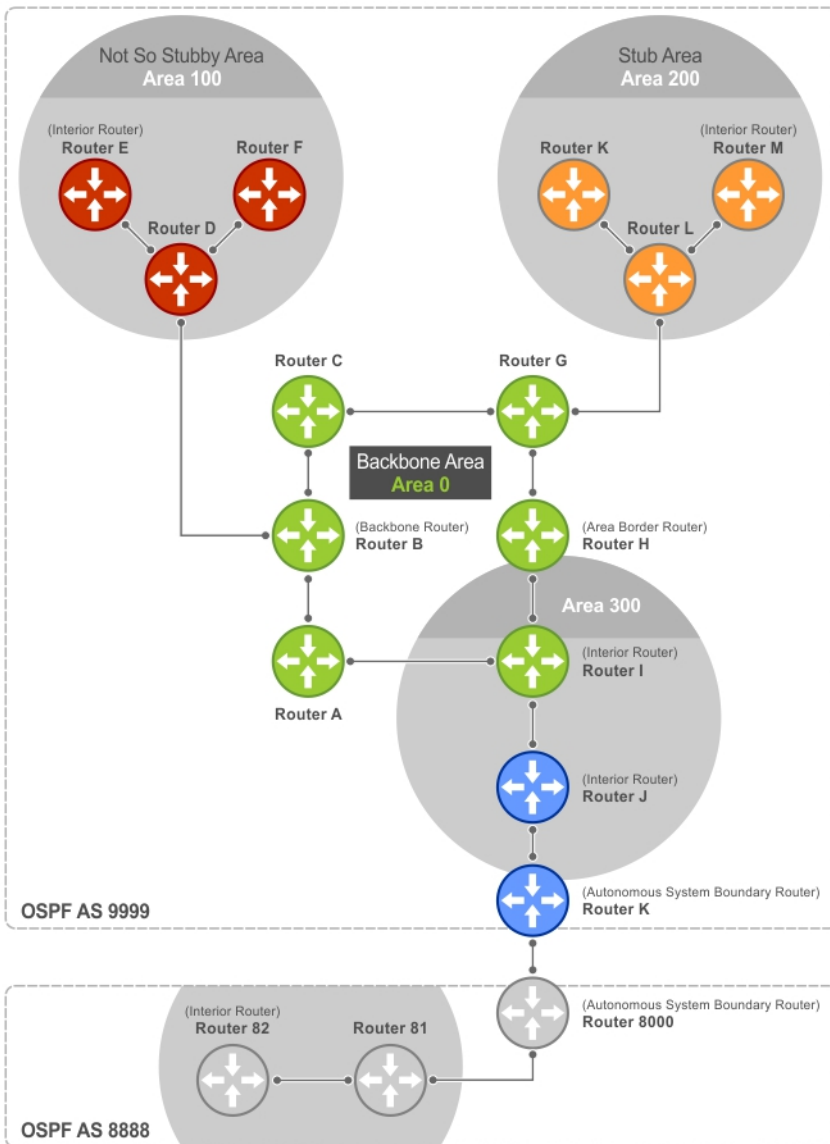 Not So Stubby Area
Area 100
(Interior Router)
Router E
Router F
Router D
Stub Area
Area 200
Router K
(Interior Router)
Router M
Router L
Router C
Router G
Backbone Area
Area 0
(Backbone Router)
Router B
(Area Border Router)
Router H
Area 300
(Interior Router)
Router I
Router A
(Interior Router)
Router J
(Autonomous System Boundary Router)
Router K
OSPF AS 9999
(Autonomous System Boundary Router)
Router 8000
(Interior Router)
Router 82
Router 81
OSPF AS 8888